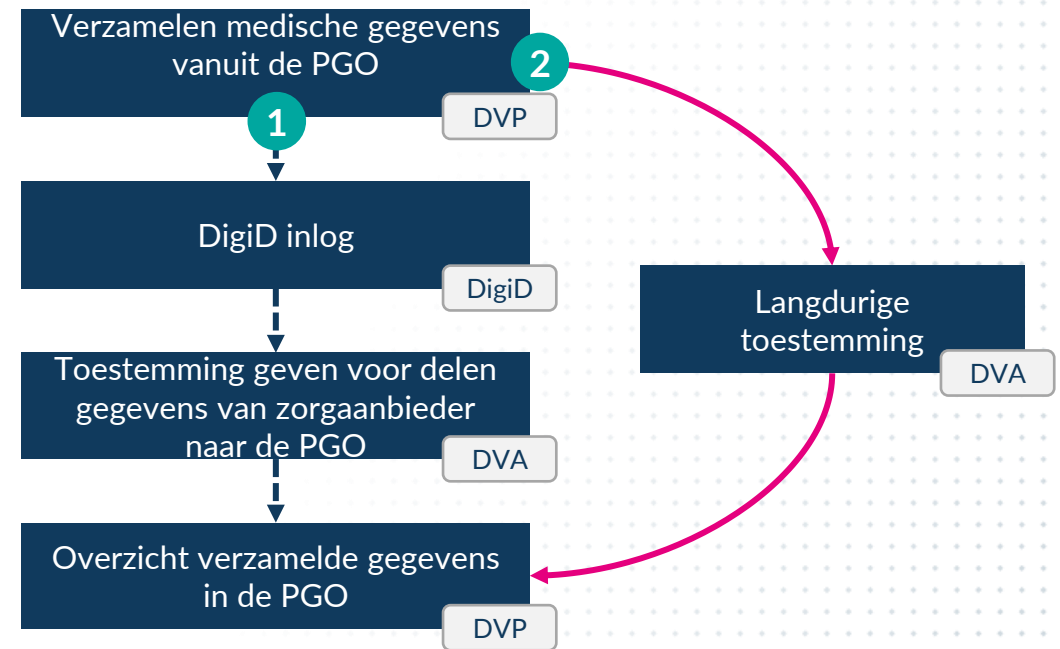 Verzamelen medische gegevens
vanuit de PGO
2
DVP
1
DigiD inlog
DigiD
Langdurige
toestemming
DVA
Toestemming geven voor delen
gegevens van zorgaanbieder
naar de PGO
DVA
Overzicht verzamelde gegevens
in de PGO
DVP